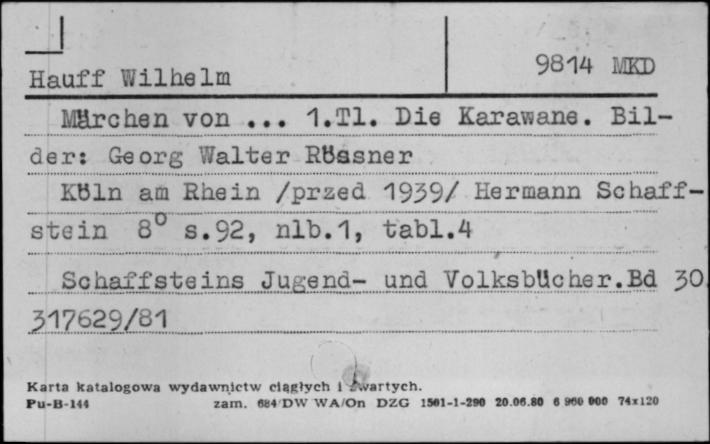 9814 MKD
Hauff Wilhelm
Märchen von ... 1.Tl. Die Karawane. Bil-
der: Georg Walter Rössner
Köln am Rhein /przed 1939/ Hermann Schaff-
stein 8° s.92, nlb.1, tabl.4
Schaffsteins Jugend- und Volksbücher.Bd 30.
317629/81
Karta katalogowa wydawnictw ciągłych i zwartych.
Pu-B-144 zam. 684/DW WA/On DZG 1501-1-290 20.06.80 6 960 000 74x120